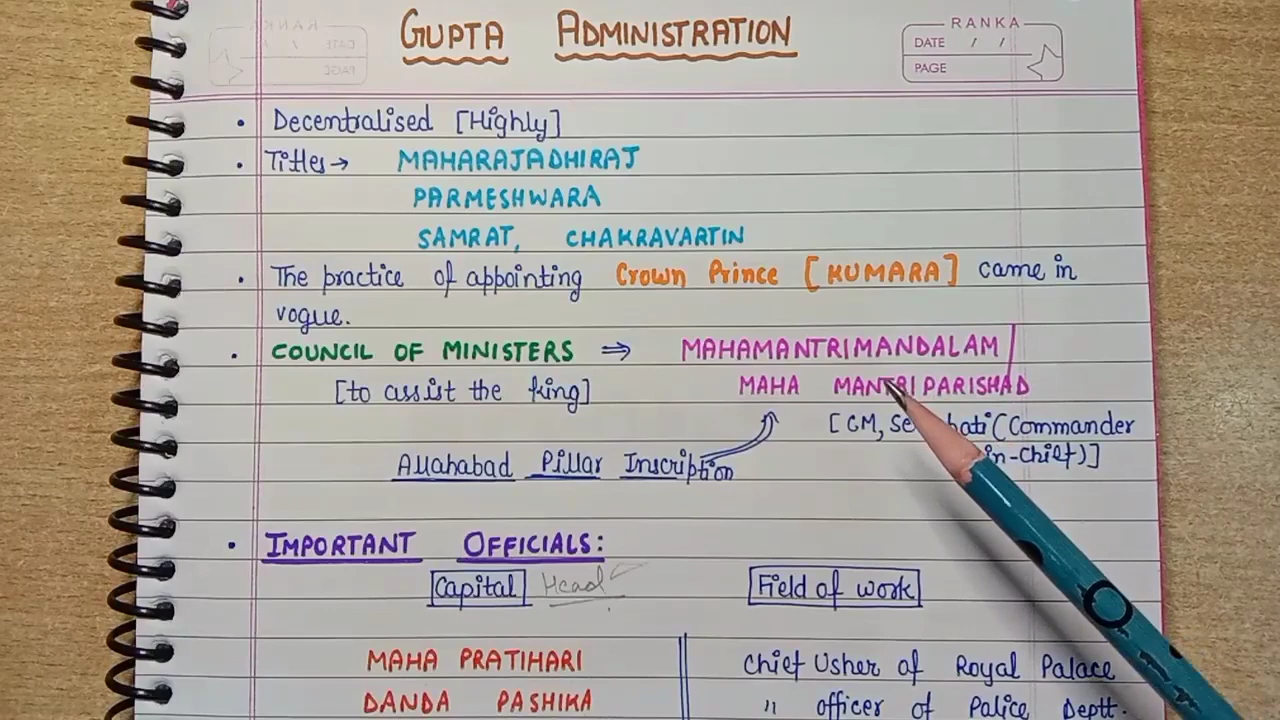 GUPTA ADMINISTRATION
RANKA
DATE / /
PAGE
• Decentralised [Highly]
• Titles → MAHARAJADHIRAJ
PARMESHWARA
SAMRAT, CHAKRAVARTIN
• The practice of appointing Crown Prince [KUMARA] came in
vogue.
• COUNCIL OF MINISTERS ⇒ MAHAMANTRIMANDALAM/
[to assist the king] MAHA MANTRIPARISHAD
[CM, (Commander
in-Chief)]
Allahabad Pillar Inscription
• IMPORTANT OFFICIALS:
Capital Head Field of work
MAHA PRATIHARI Chief Usher of Royal Palace
DANDA PASHIKA " officer of Police Deptt.